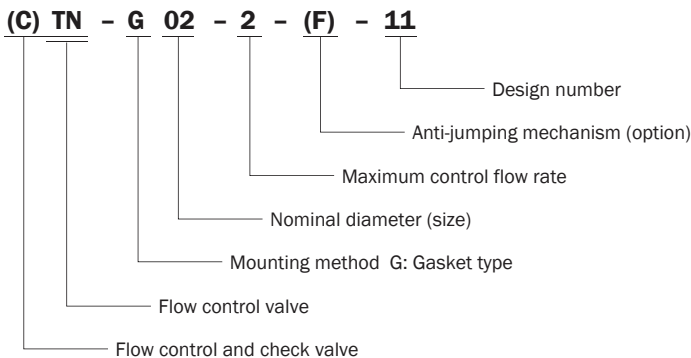 (C) TN – G 02 – 2 – (F) – 11
Design number
Anti-jumping mechanism (option)
Maximum control flow rate
Nominal diameter (size)
Mounting method G: Gasket type
Flow control valve
Flow control and check valve